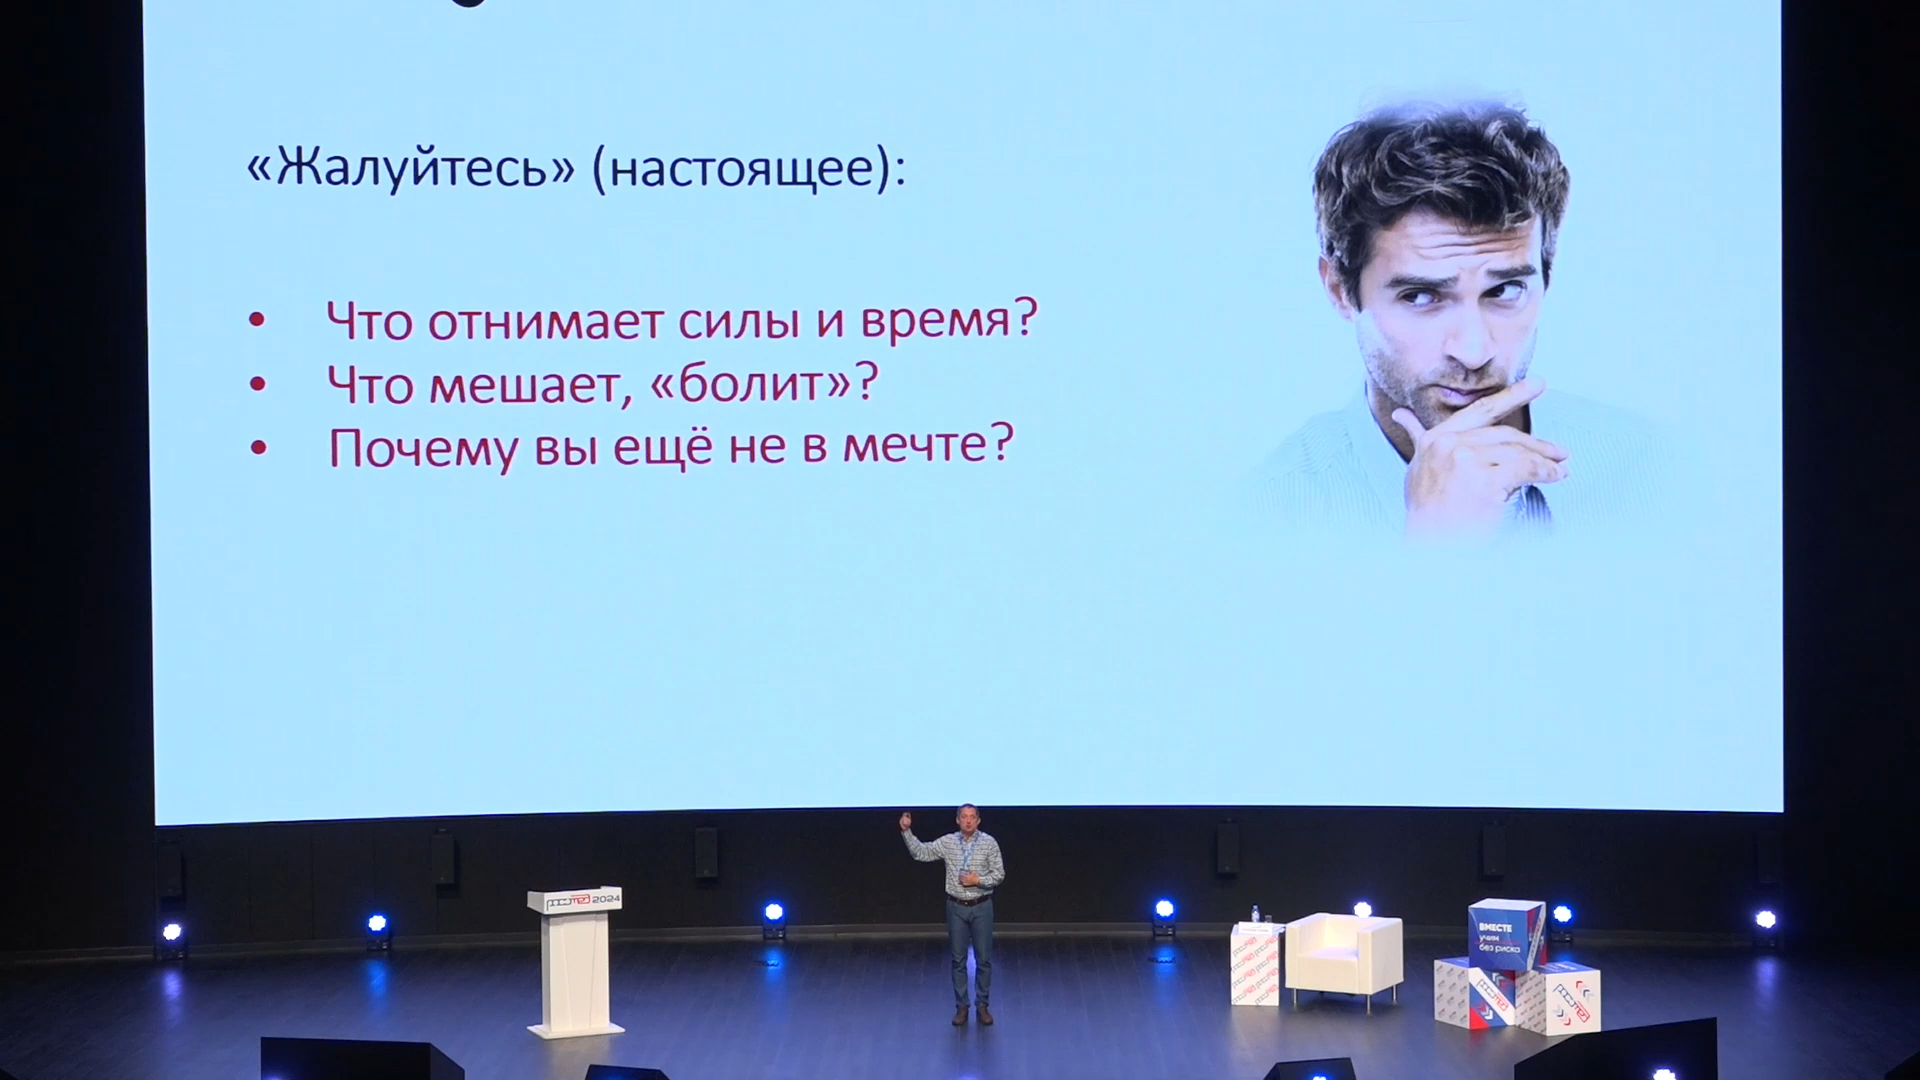 «Жалуйтесь» (настоящее):
• Что отнимает силы и время?
• Что мешает, «болит»?
• Почему вы ещё не в мечте?
росомед 2024
ВМЕСТЕ
учим
без риска